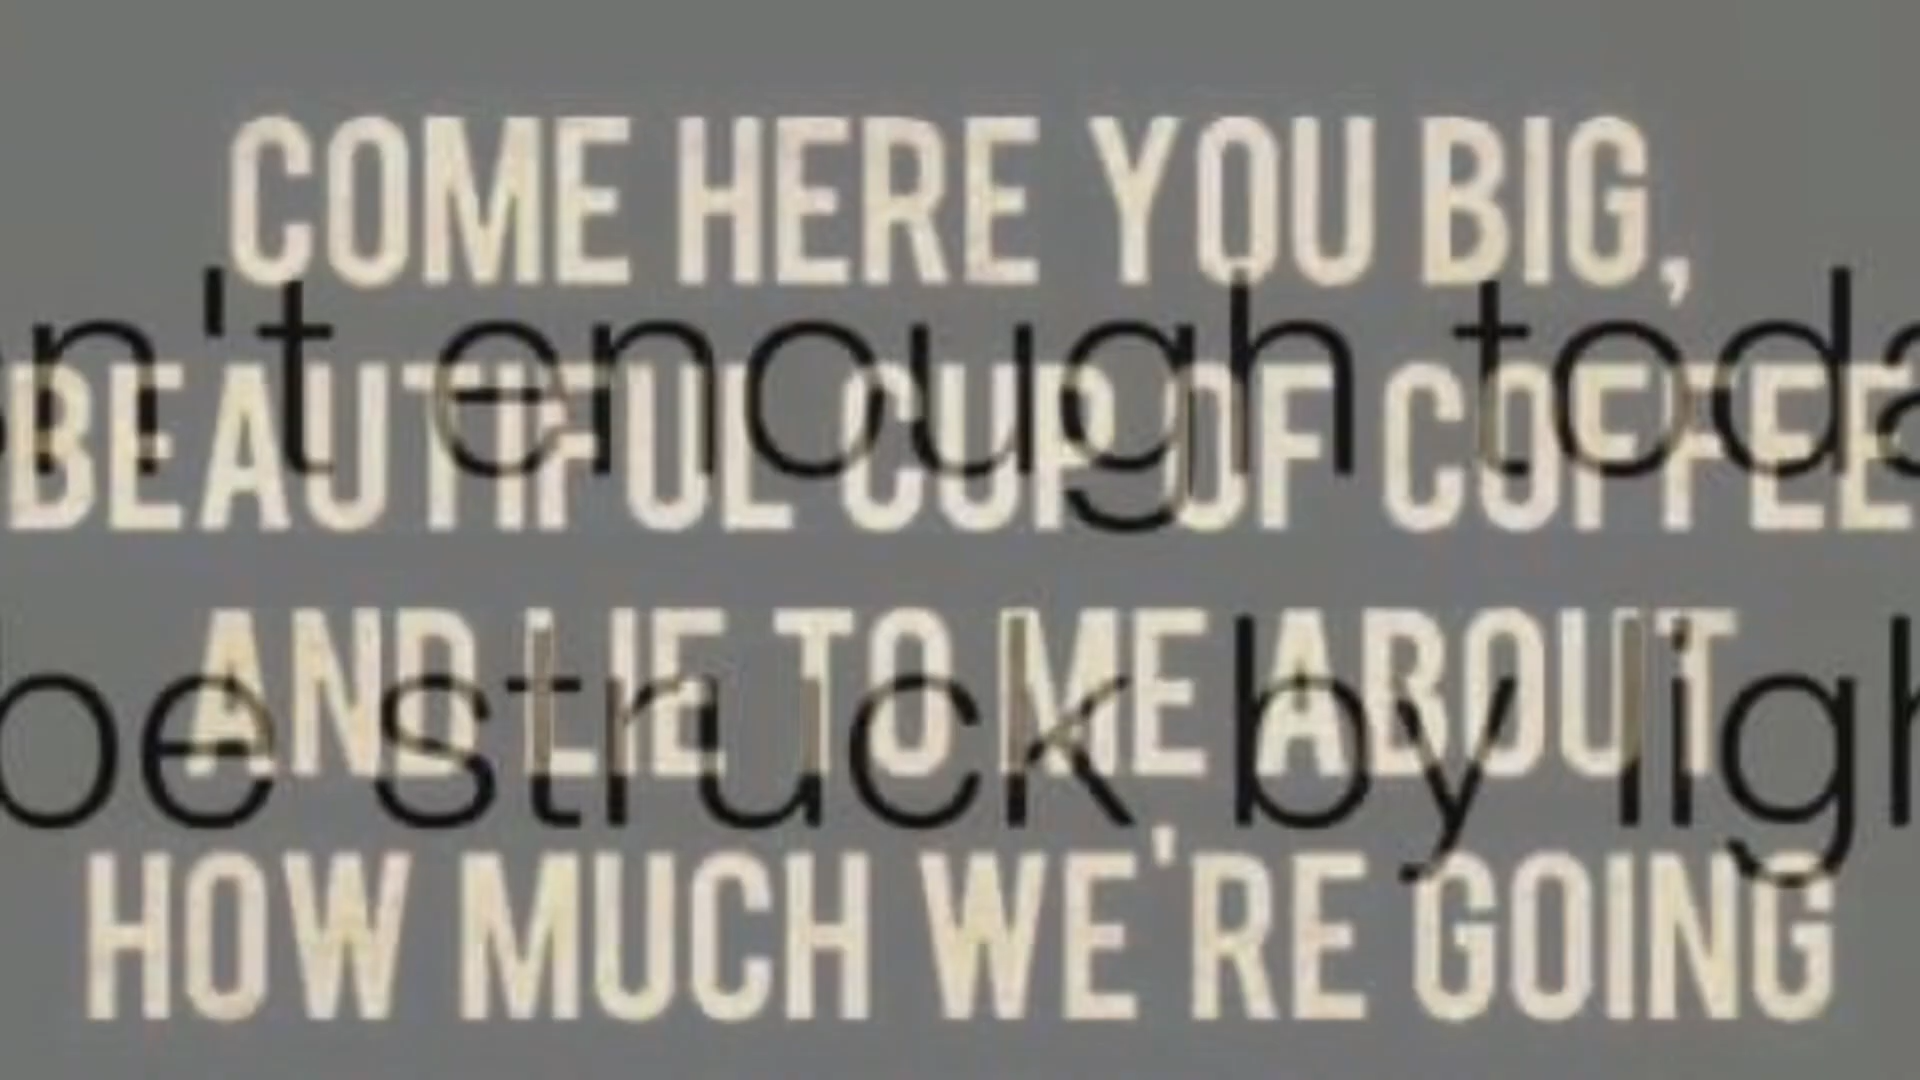 COME HERE YOU BIG,
n't enough toda
BEAUTIFUL CUP OF COFFEE
AND LIE TO ME ABOUT
be struck by ligh
HOW MUCH WE'RE GOING